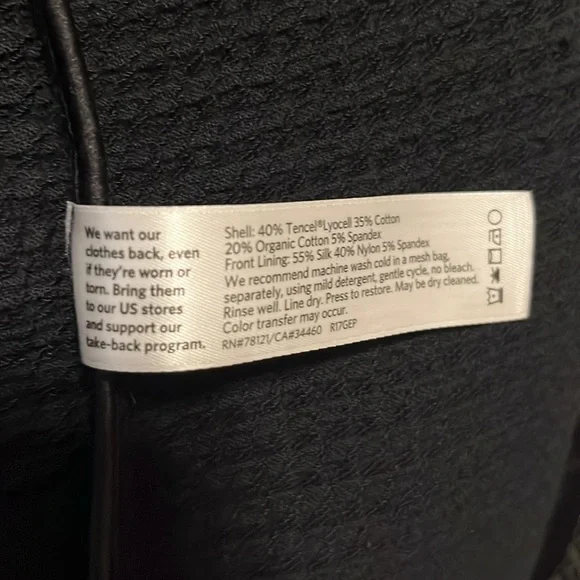 We want our
clothes back, even
if they're worn or
torn. Bring them
to our US stores
and support our
take-back program.
Shell: 40% Tencel®Lyocell 35% Cotton
20% Organic Cotton 5% Spandex
Front Lining: 55% Silk 40% Nylon 5% Spandex
We recommend machine wash cold in a mesh bag,
separately, using mild detergent, gentle cycle, no bleach.
Rinse well. Line dry. Press to restore. May be dry cleaned.
Color transfer may occur.
RN#78121/CA#34460 R17GEP